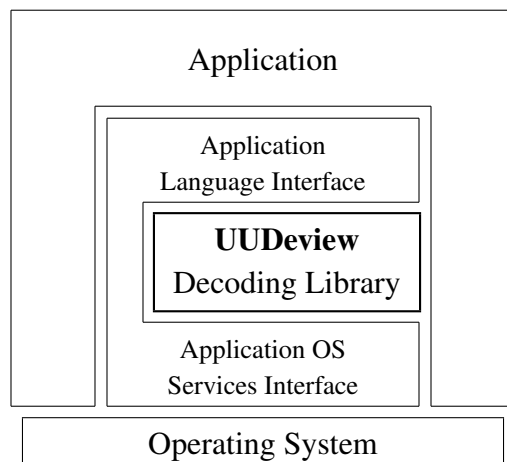 Application
Application
Language Interface
UUDeview
Decoding Library
Application OS
Services Interface
Operating System